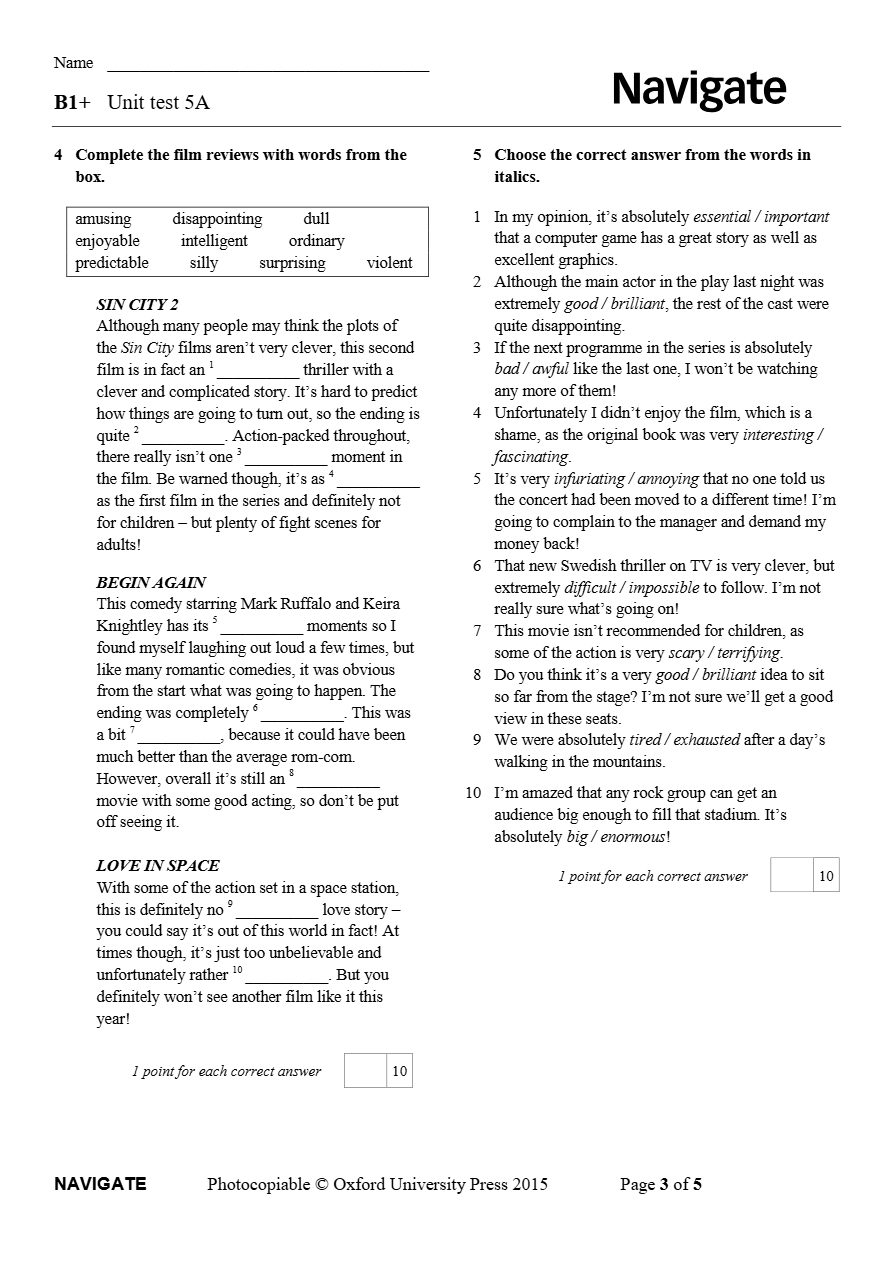 Name ______________________________________
Navigate
B1+ Unit test 5A
4 Complete the film reviews with words from the
box.
amusing disappointing dull
enjoyable intelligent ordinary
predictable silly surprising violent
SIN CITY 2
Although many people may think the plots of
the Sin City films aren’t very clever, this second
film is in fact an 1 __________ thriller with a
clever and complicated story. It’s hard to predict
how things are going to turn out, so the ending is
quite 2 __________. Action-packed throughout,
there really isn’t one 3 __________ moment in
the film. Be warned though, it’s as 4 __________
as the first film in the series and definitely not
for children – but plenty of fight scenes for
adults!
BEGIN AGAIN
This comedy starring Mark Ruffalo and Keira
Knightley has its 5 __________ moments so I
found myself laughing out loud a few times, but
like many romantic comedies, it was obvious
from the start what was going to happen. The
ending was completely 6 __________. This was
a bit 7 __________, because it could have been
much better than the average rom-com.
However, overall it’s still an 8 __________
movie with some good acting, so don’t be put
off seeing it.
LOVE IN SPACE
With some of the action set in a space station,
this is definitely no 9 __________ love story –
you could say it’s out of this world in fact! At
times though, it’s just too unbelievable and
unfortunately rather 10 __________. But you
definitely won’t see another film like it this
year!
1 point for each correct answer 10
5 Choose the correct answer from the words in
italics.
1 In my opinion, it’s absolutely essential / important
that a computer game has a great story as well as
excellent graphics.
2 Although the main actor in the play last night was
extremely good / brilliant, the rest of the cast were
quite disappointing.
3 If the next programme in the series is absolutely
bad / awful like the last one, I won’t be watching
any more of them!
4 Unfortunately I didn’t enjoy the film, which is a
shame, as the original book was very interesting /
fascinating.
5 It’s very infuriating / annoying that no one told us
the concert had been moved to a different time! I’m
going to complain to the manager and demand my
money back!
6 That new Swedish thriller on TV is very clever, but
extremely difficult / impossible to follow. I’m not
really sure what’s going on!
7 This movie isn’t recommended for children, as
some of the action is very scary / terrifying.
8 Do you think it’s a very good / brilliant idea to sit
so far from the stage? I’m not sure we’ll get a good
view in these seats.
9 We were absolutely tired / exhausted after a day’s
walking in the mountains.
10 I’m amazed that any rock group can get an
audience big enough to fill that stadium. It’s
absolutely big / enormous!
1 point for each correct answer 10
NAVIGATE Photocopiable © Oxford University Press 2015 Page 3 of 5